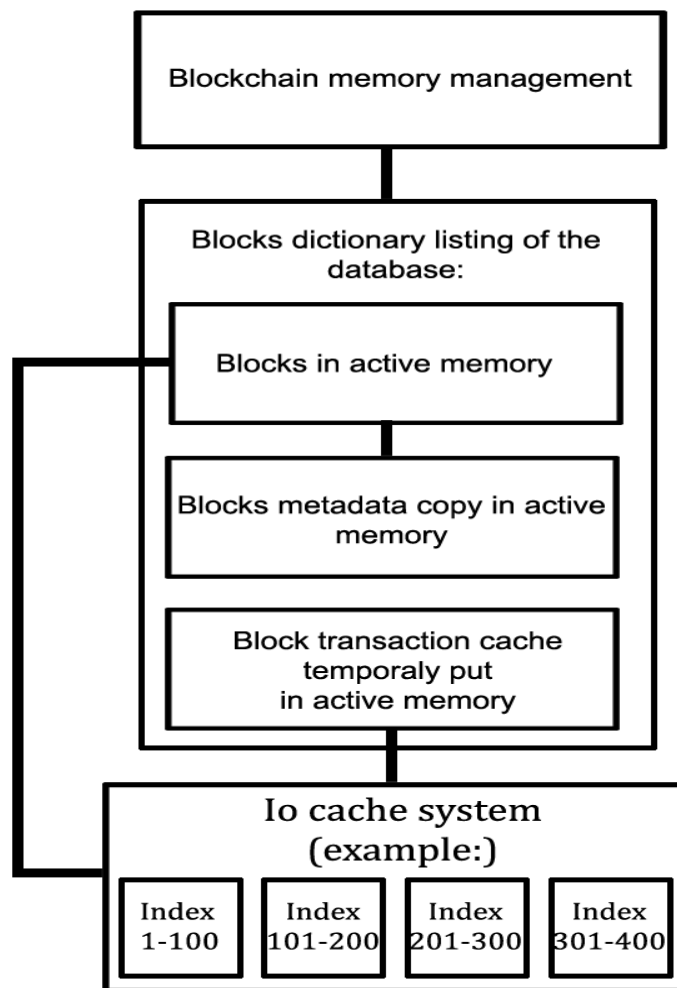 Blockchain memory management
Blocks dictionary listing of the
database:
Blocks in active memory
Blocks metadata copy in active
memory
Block transaction cache
temporaly put
in active memory
Io cache system
(example:)
Index
1-100
Index
101-200
Index
201-300
Index
301-400